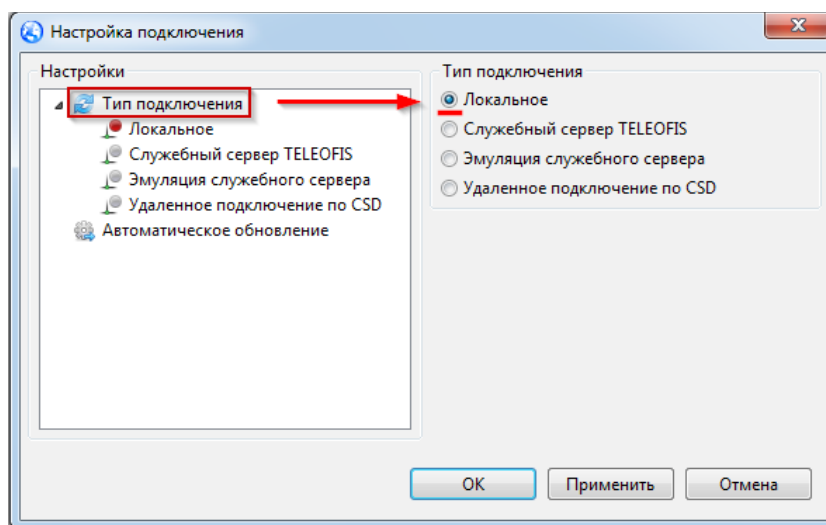 Настройка подключения
Настройки
Тип подключения
Локальное
Служебный сервер TELEOFIS
Эмуляция служебного сервера
Удаленное подключение по CSD
Автоматическое обновление
Тип подключения
Локальное
Служебный сервер TELEOFIS
Эмуляция служебного сервера
Удаленное подключение по CSD
OK
Применить
Отмена